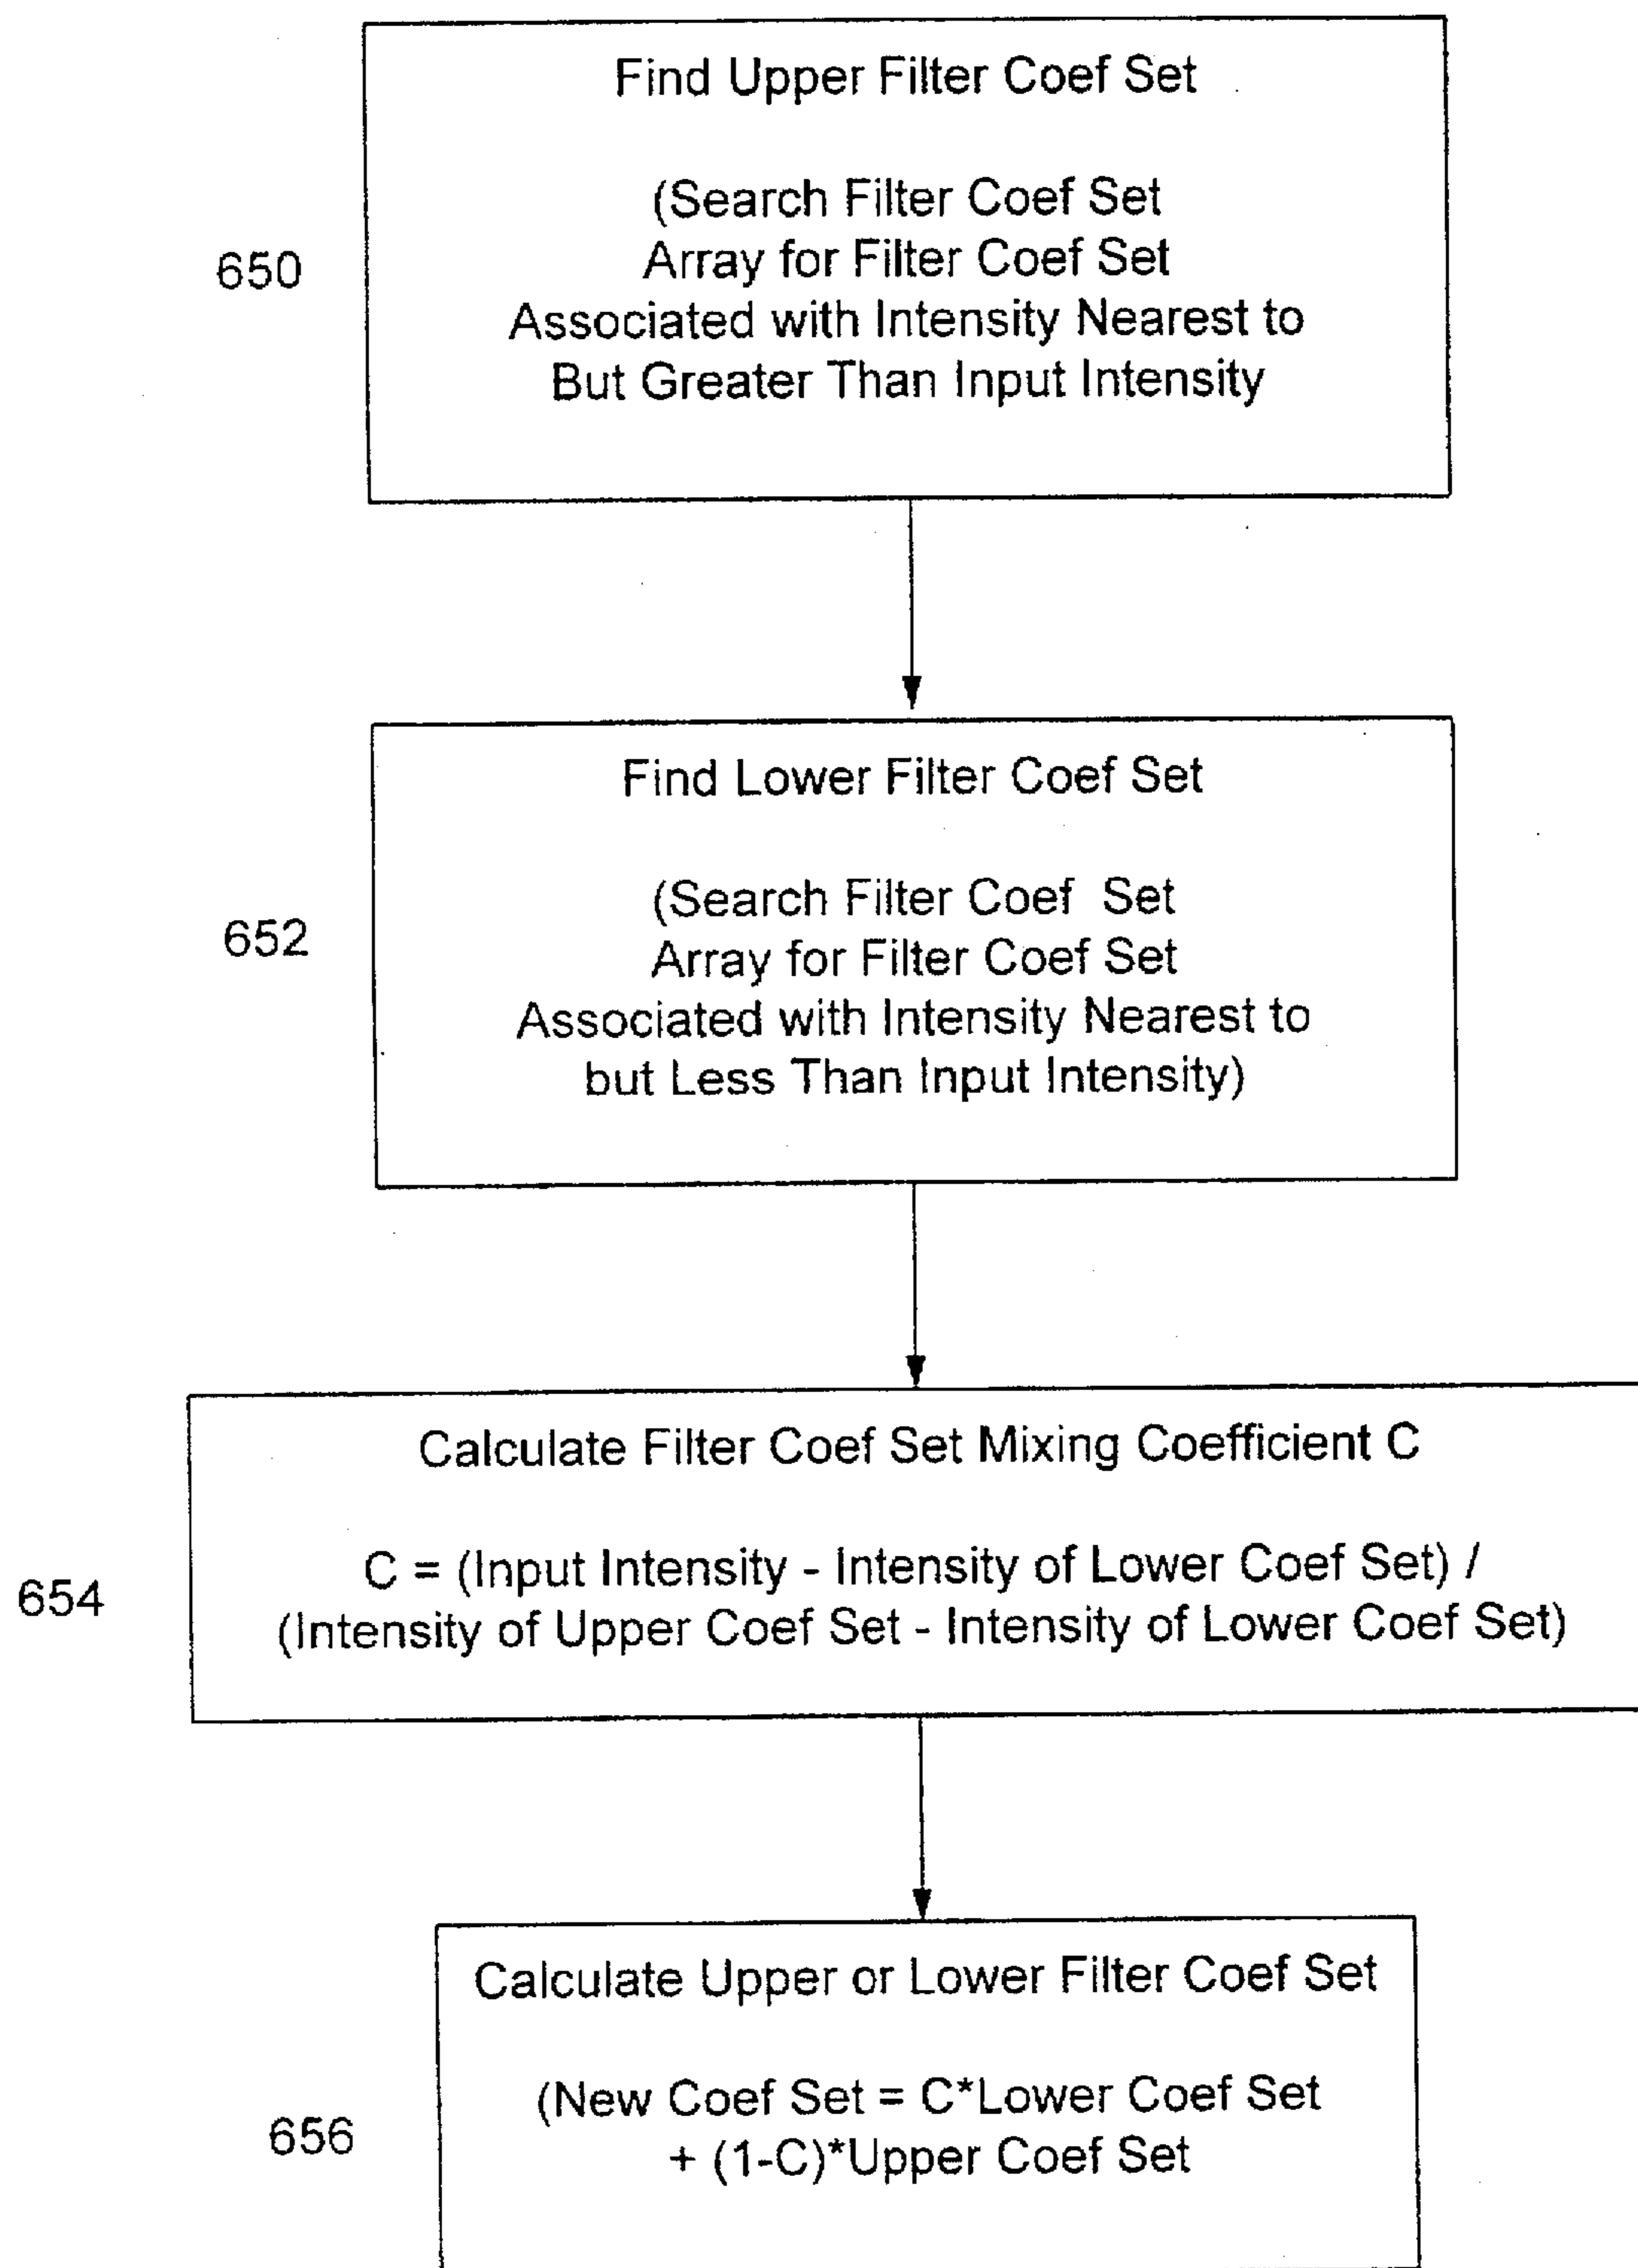 Find Upper Filter Coef Set
(Search Filter Coef Set
Array for Filter Coef Set
Associated with Intensity Nearest to
But Greater Than Input Intensity
650
Find Lower Filter Coef Set
(Search Filter Coef Set
Array for Filter Coef Set
Associated with Intensity Nearest to
but Less Than Input Intensity)
652
Calculate Filter Coef Set Mixing Coefficient C
C = (Input Intensity - Intensity of Lower Coef Set) /
(Intensity of Upper Coef Set - Intensity of Lower Coef Set)
654
Calculate Upper or Lower Filter Coef Set
(New Coef Set = C*Lower Coef Set
+ (1-C)*Upper Coef Set
656